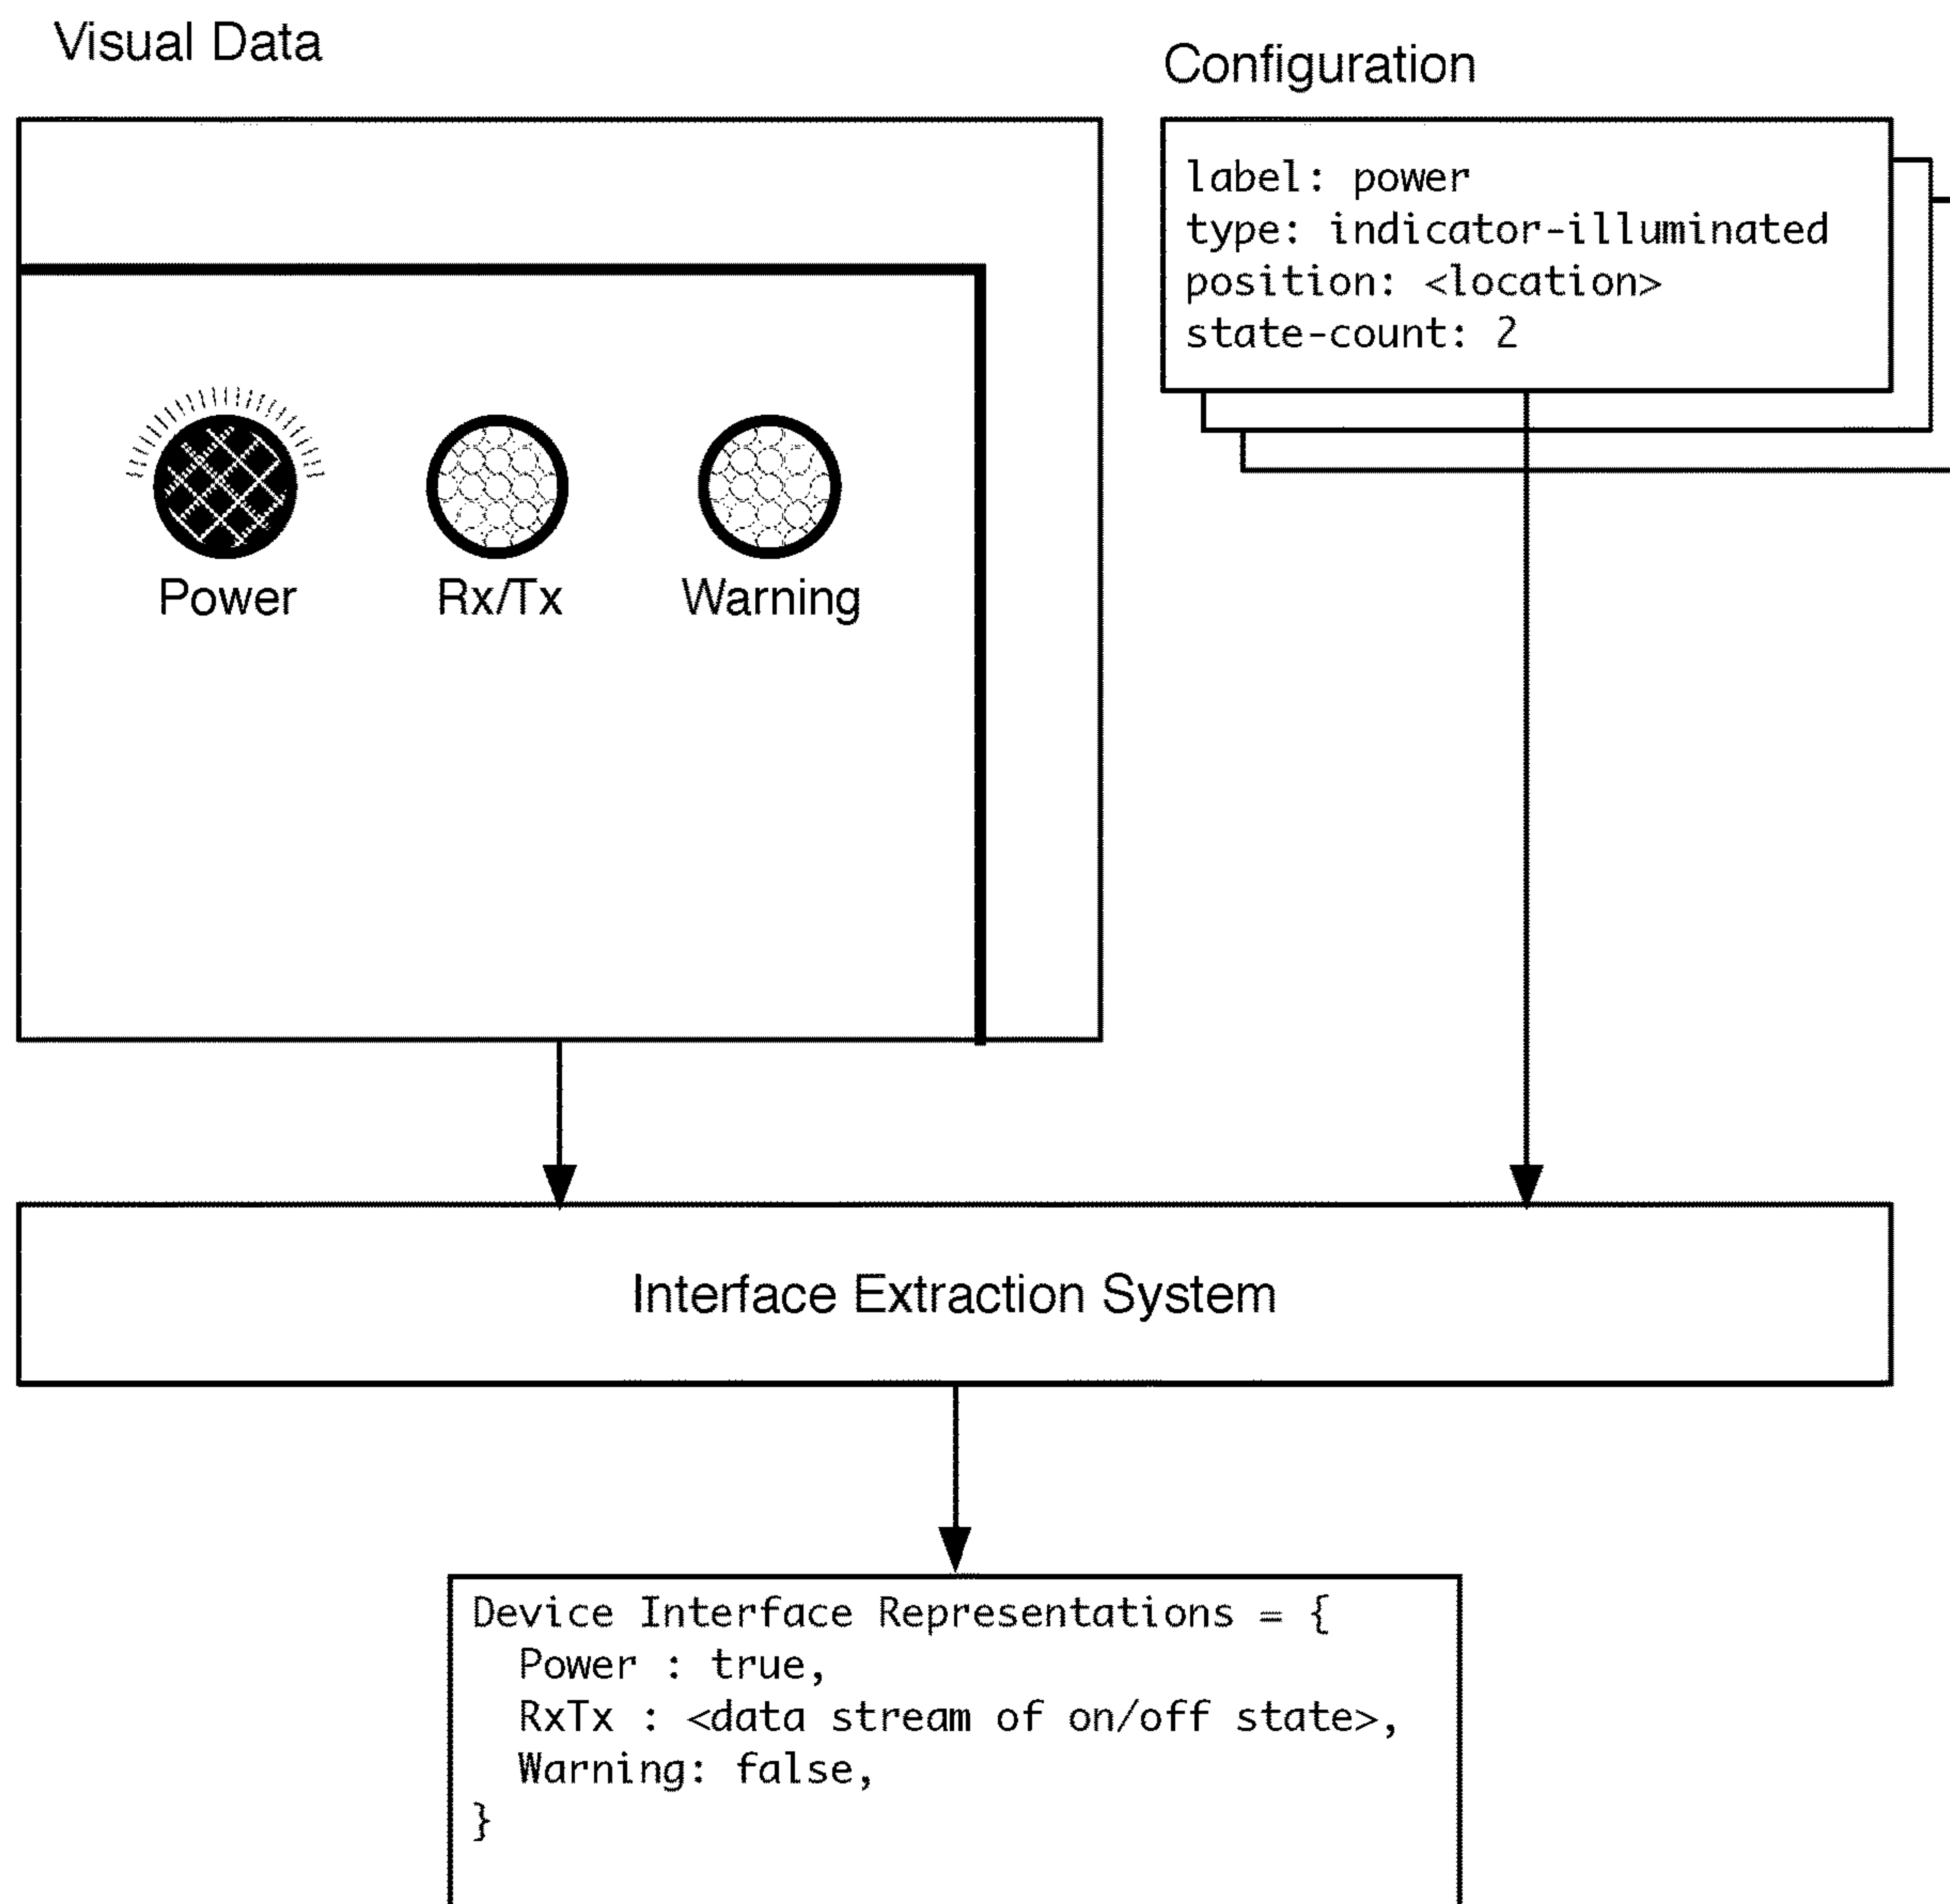 Visual Data
Configuration
label: power
type: indicator-illuminated
position: <location>
state-count: 2
Power
Rx/Tx
Warning
Interface Extraction System
Device Interface Representations = {
Power : true,
RxTx : <data stream of on/off state>,
Warning: false,
}